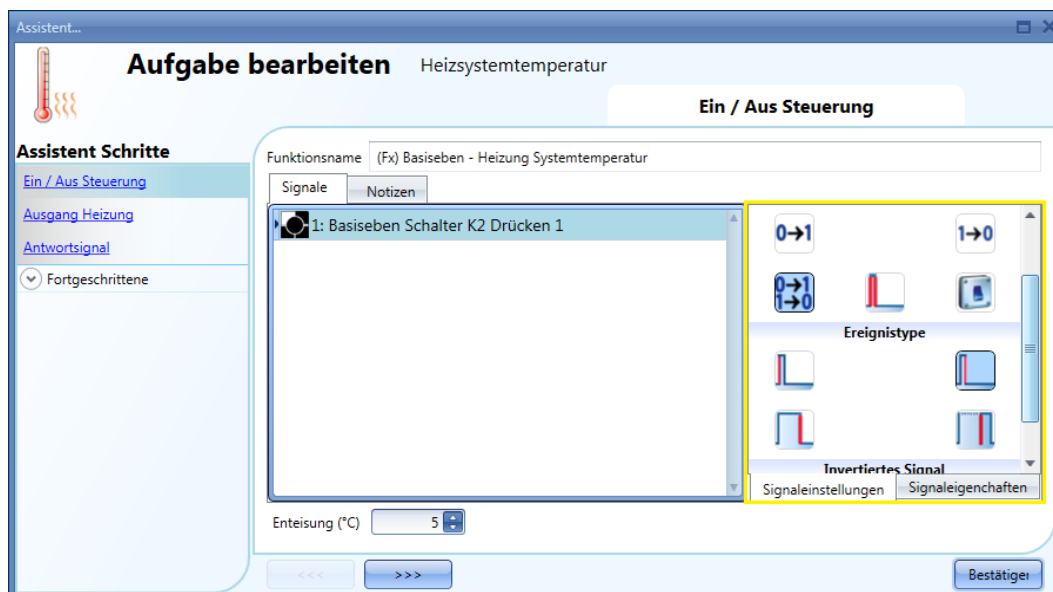 Assistent...
Aufgabe bearbeiten Heizsystemtemperatur
Ein / Aus Steuerung
Assistent Schritte
Ein / Aus Steuerung
Ausgang Heizung
Antwortsignal
Fortgeschrittene
Funktionsname (Fx) Basiseben - Heizung Systemtemperatur
Signale Notizen
1: Basiseben Schalter K2 Drücken 1
0→1 1→0
0→1
1→0
Ereignistype
Invertiertes Signal
Signaleinstellungen Signaleigenchaften
Enteisung (°C) 5
<<< >>> Bestätiger